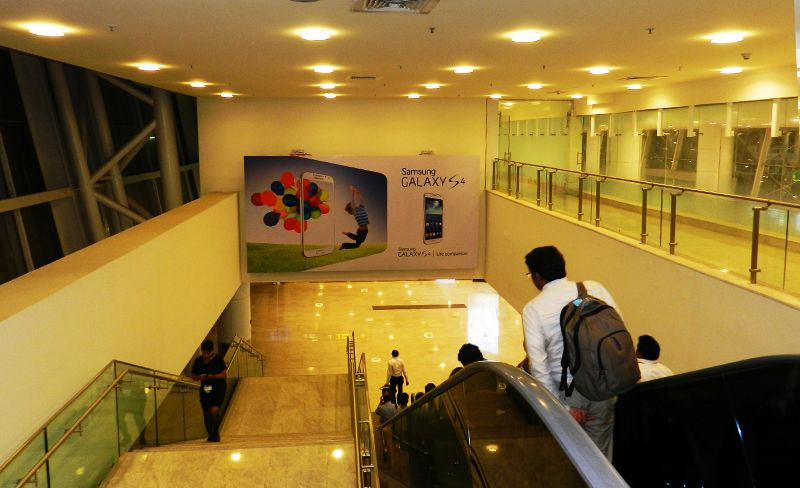 Samsung
GALAXY S4
Samsung
GALAXY S4 | Life companion